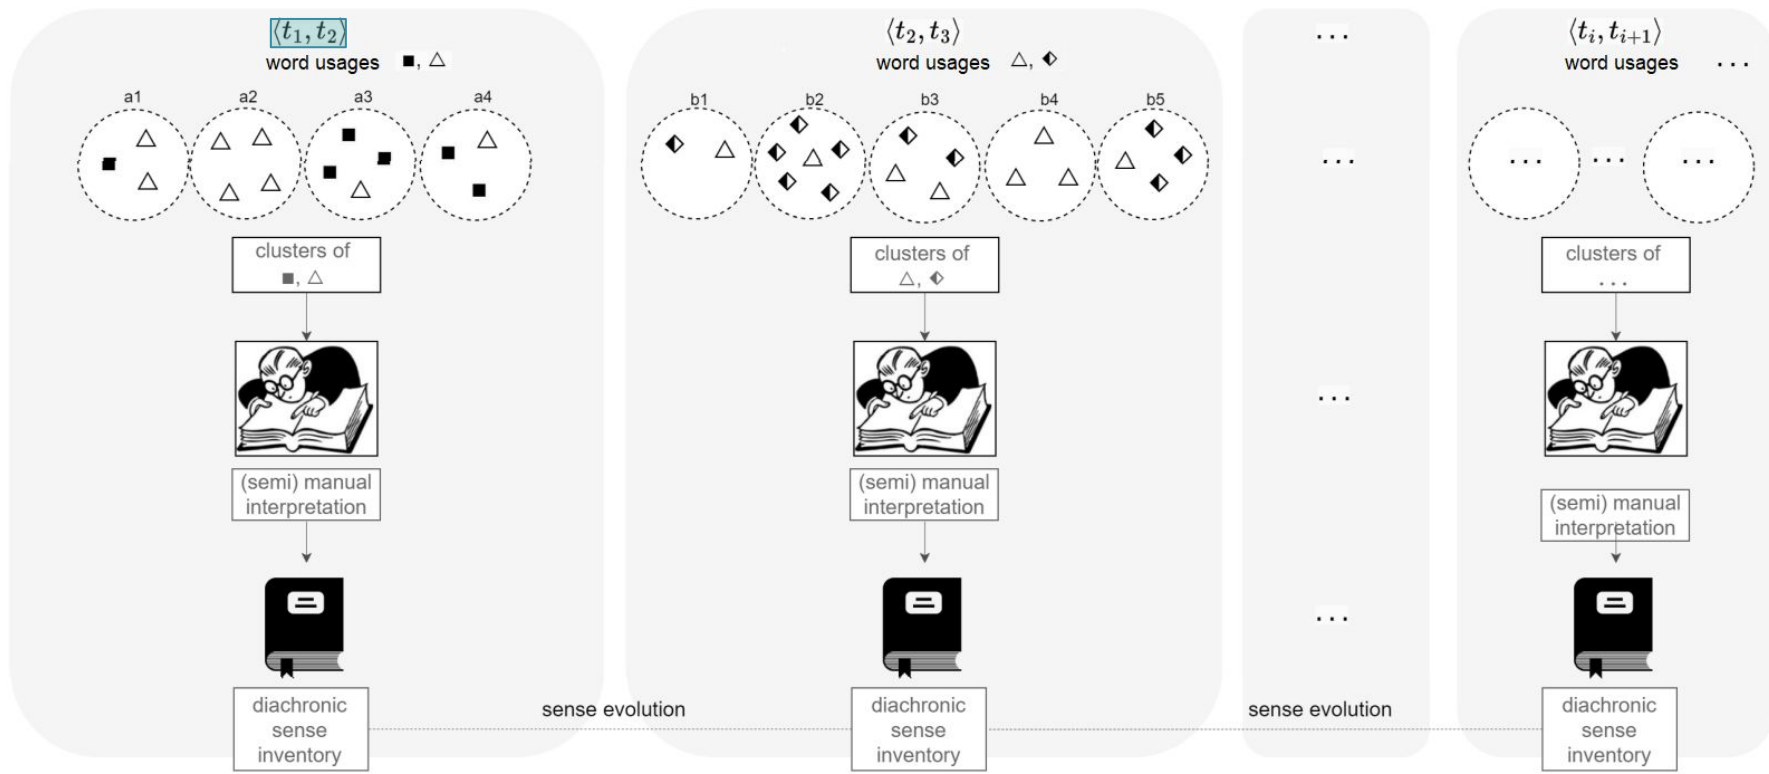 ⟨t₁, t₂⟩
word usages ■, △
a1 a2 a3 a4
clusters of
■, △
(semi) manual
interpretation
diachronic
sense
inventory
sense evolution
⟨t₂, t₃⟩
word usages △, ⬖
b1 b2 b3 b4 b5
clusters of
△, ⬖
(semi) manual
interpretation
diachronic
sense
inventory
sense evolution
...
...
...
...
⟨tᵢ, tᵢ₊₁⟩
word usages ...
... ... ...
clusters of
...
(semi) manual
interpretation
diachronic
sense
inventory